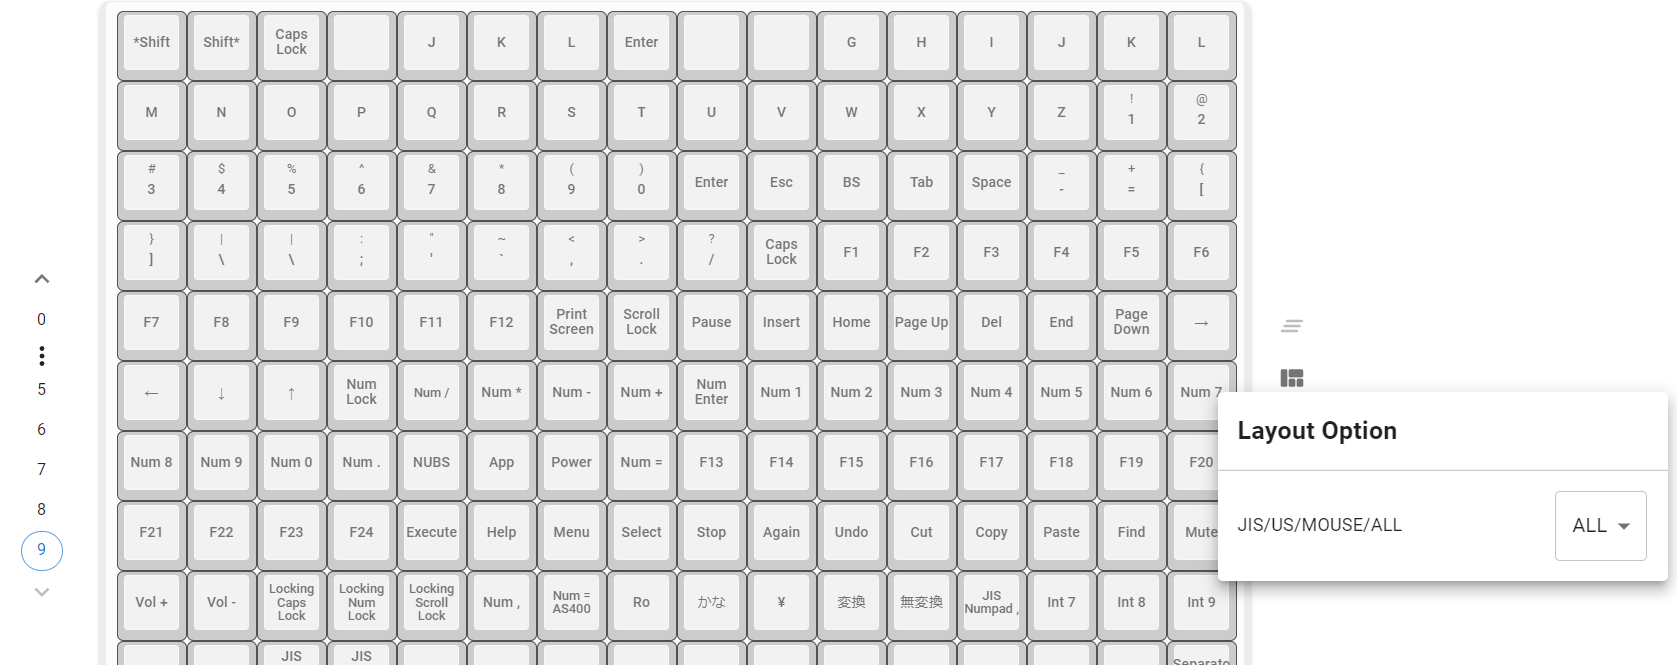 *Shift Shift* Caps Lock J K L Enter G H I J K L
M N O P Q R S T U V W X Y Z ! 1 @ 2
# 3 $ 4 % 5 ^ 6 & 7 * 8 ( 9 ) 0 Enter Esc BS Tab Space _ - + = { [
} ] | \ | \ : ; " ' ~ ` < , > . ? / Caps Lock F1 F2 F3 F4 F5 F6
F7 F8 F9 F10 F11 F12 Print Screen Scroll Lock Pause Insert Home Page Up Del End Page Down →
← ↓ ↑ Num Lock Num / Num * Num - Num + Num Enter Num 1 Num 2 Num 3 Num 4 Num 5 Num 6 Num 7
Num 8 Num 9 Num 0 Num . NUBS App Power Num = F13 F14 F15 F16 F17 F18 F19 F20
F21 F22 F23 F24 Execute Help Menu Select Stop Again Undo Cut Copy Paste Find Mute
Vol + Vol - Locking Caps Lock Locking Num Lock Locking Scroll Lock Num , Num = AS400 Ro かな ¥ 変換 無変換 JIS Numpad , Int 7 Int 8 Int 9
JIS JIS
0
5
6
7
8
9
Layout Option
JIS/US/MOUSE/ALL ALL